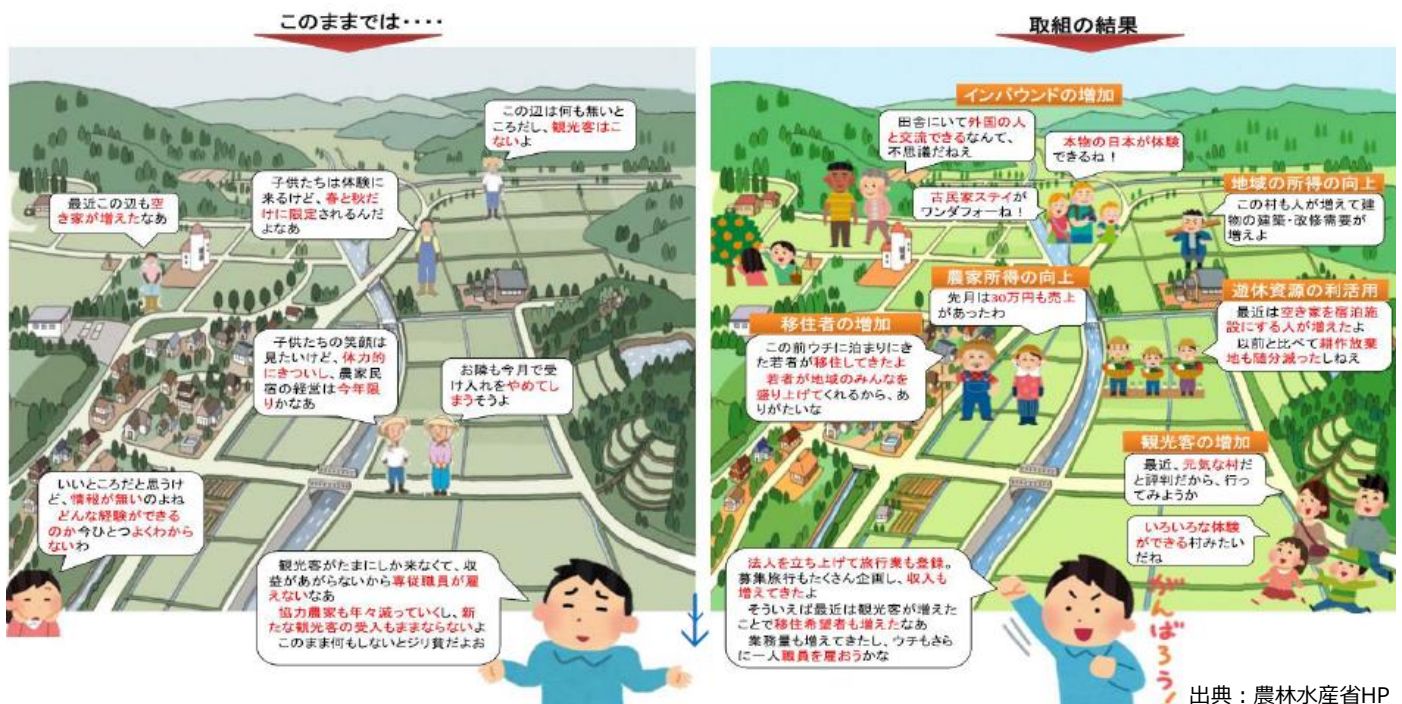 このままでは・・・・
この辺は何も無いと
ころだし、観光客はこ
ないよ
子供たちは体験に
来るけど、春と秋だ
けに限定されるんだ
よなあ
最近この辺も空
き家が増えたなあ
子供たちの笑顔は
見たいけど、体力的
にきついし、農家民
宿の経営は今年限
りかなあ
お隣も今月で受
け入れをやめてし
まうそうよ
いいところだと思うけ
ど、情報が無いのよね
どんな経験ができる
のか今ひとつよくわから
ないわ
観光客がたまにしか来なくて、収
益があがらないから専従職員が雇
えないなあ
協力農家も年々減っていくし、新
たな観光客の受入もままならないよ
このまま何もしないとジリ貧だよお
取組の結果
インバウンドの増加
田舎にいて外国の人
と交流できるなんて、
不思議だねえ
本物の日本が体験
できるね！
古民家ステイが
ワンダフォーね！
地域の所得の向上
この村も人が増えて建
物の建築・改修需要が
増えよ
農家所得の向上
先月は30万円も売上
があったわ
遊休資源の利活用
最近は空き家を宿泊施
設にする人が増えたよ
以前と比べて耕作放棄
地も随分減ったしねえ
移住者の増加
この前ウチに泊まりにき
た若者が移住してきたよ
若者が地域のみんなを
盛り上げてくれるから、あ
りがたいな
観光客の増加
最近、元気な村だ
と評判だから、行っ
てみようか
いろいろな体験
ができる村みたい
だね
法人を立ち上げて旅行業も登録。
募集旅行もたくさん企画し、収入も
増えてきたよ
そういえば最近は観光客が増えた
ことで移住希望者も増えたなあ
業務量も増えてきたし、ウチもさら
に一人職員を雇おうかな
がんばろう！
出典：農林水産省HP